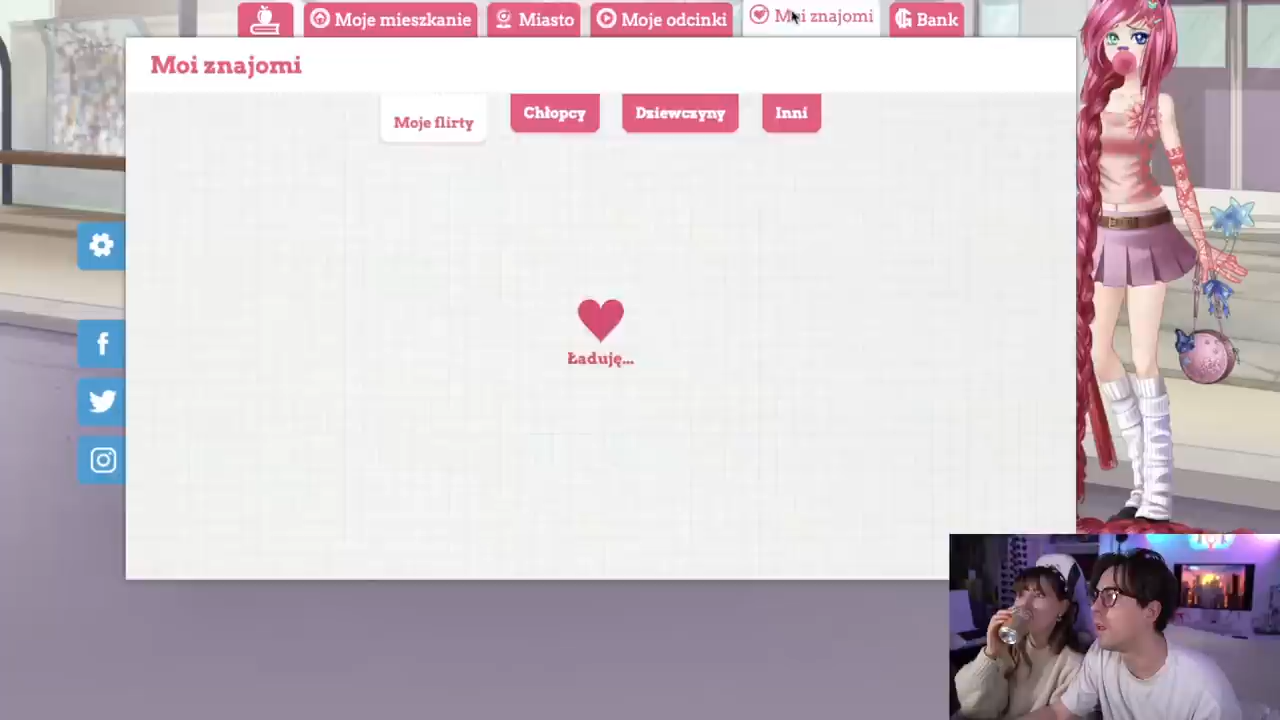 Moje mieszkanie
Miasto
Moje odcinki
Moi znajomi
Bank
Moi znajomi
Moje flirty
Chłopcy
Dziewczyny
Inni
Ładuję...